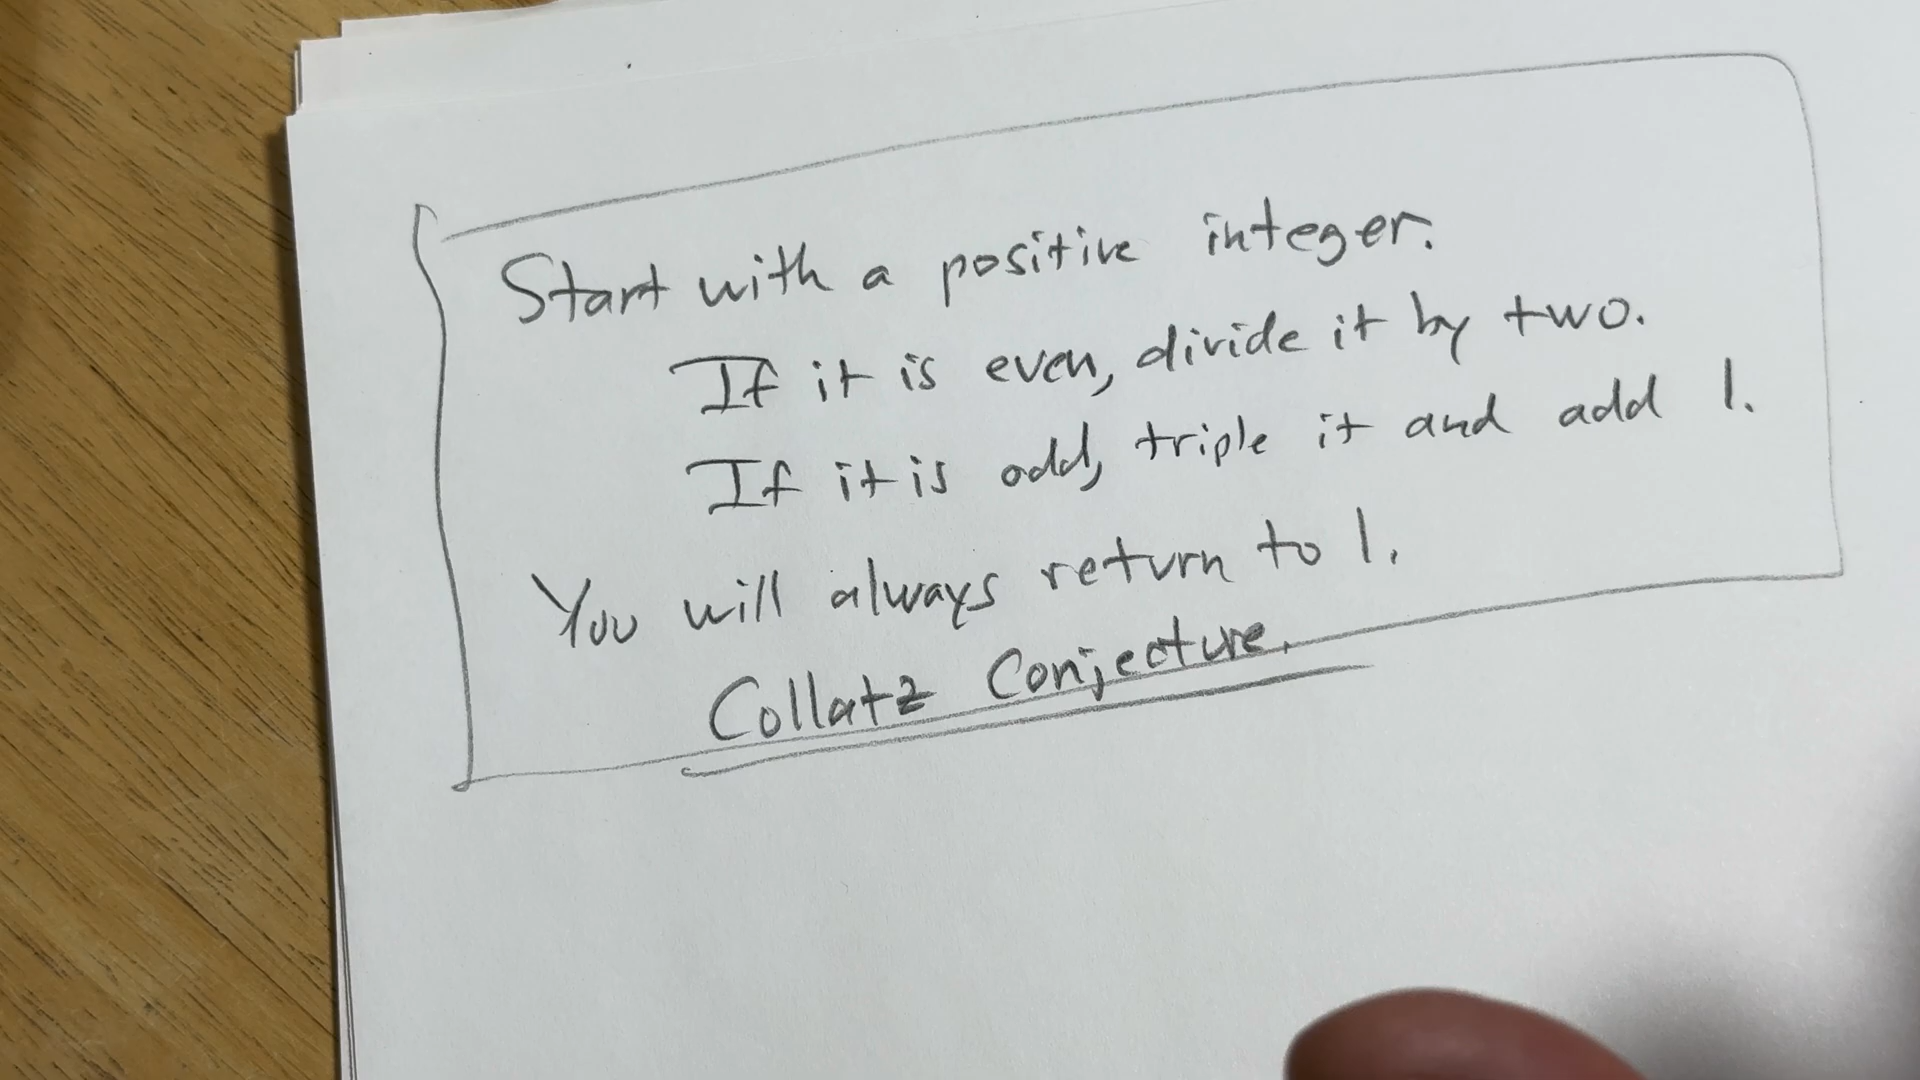 Start with a positive integer.
If it is even, divide it by two.
If it is odd, triple it and add 1.
You will always return to 1.
Collatz Conjecture.